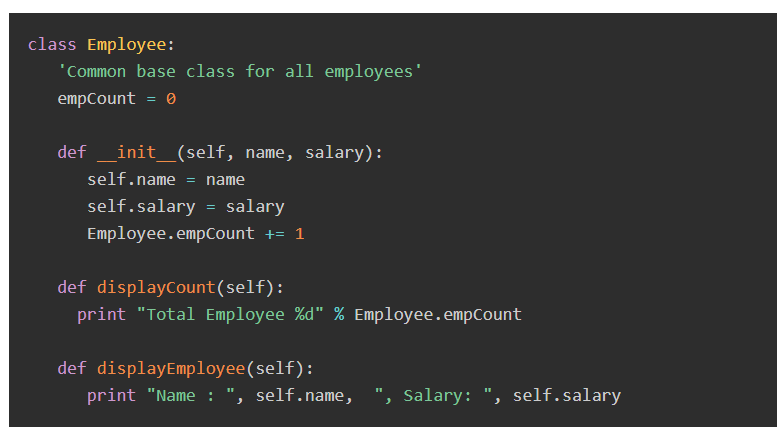 class Employee:
   'Common base class for all employees'
   empCount = 0

   def __init__(self, name, salary):
      self.name = name
      self.salary = salary
      Employee.empCount += 1

   def displayCount(self):
     print "Total Employee %d" % Employee.empCount

   def displayEmployee(self):
      print "Name : ", self.name,  ", Salary: ", self.salary